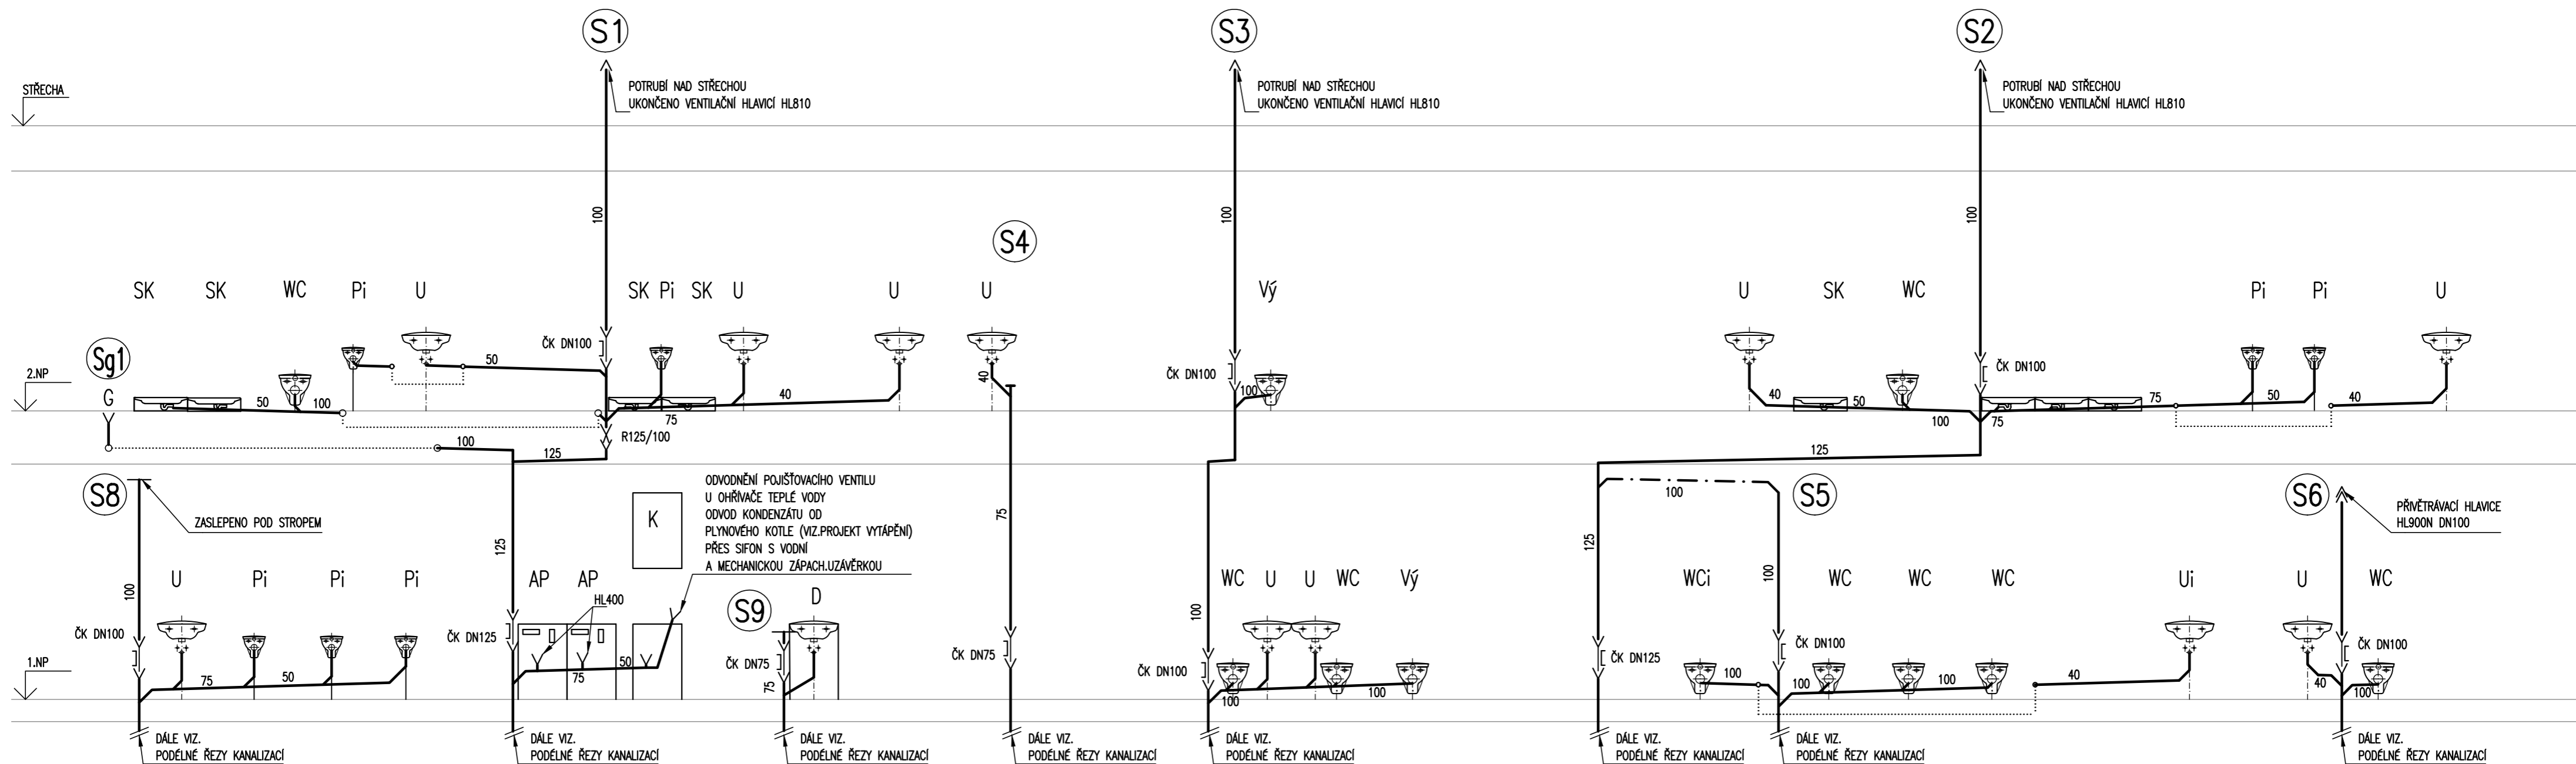 S1
S3
S2
STŘECHA
POTRUBÍ NAD STŘECHOU
UKONČENO VENTILAČNÍ HLAVICÍ HL810
POTRUBÍ NAD STŘECHOU
UKONČENO VENTILAČNÍ HLAVICÍ HL810
POTRUBÍ NAD STŘECHOU
UKONČENO VENTILAČNÍ HLAVICÍ HL810
100
100
100
S4
SK SK WC Pi U SK Pi SK U U U Vý U SK WC Pi Pi U
Sg1
G
2.NP
50
ČK DN100
40
ČK DN100
100
ČK DN100
50
100
75
40
40
50
100
75
75
50
40
R125/100
100
125
125
S8
ZASLEPENO POD STROPEM
K
ODVODNĚNÍ POJIŠŤOVACÍHO VENTILU
U OHŘÍVAČE TEPLÉ VODY
ODVOD KONDENZÁTU OD
PLYNOVÉHO KOTLE (VIZ.PROJEKT VYTÁPĚNÍ)
PŘES SIFON S VODNÍ
A MECHANICKOU ZÁPACH.UZÁVĚRKOU
75
100
S5
S6
PŘIVĚTRÁVACÍ HLAVICE
HL900N DN100
125
125
100
100
100
U Pi Pi Pi AP AP D WC U U WC Vý WCi WC WC WC Ui U WC
HL400
S9
1.NP
ČK DN100
75
50
ČK DN125
75
50
ČK DN75
75
ČK DN75
ČK DN100
100
100
ČK DN125
100
ČK DN100
100
100
100
40
40
ČK DN100
100
DÁLE VIZ.
PODÉLNÉ ŘEZY KANALIZACÍ
DÁLE VIZ.
PODÉLNÉ ŘEZY KANALIZACÍ
DÁLE VIZ.
PODÉLNÉ ŘEZY KANALIZACÍ
DÁLE VIZ.
PODÉLNÉ ŘEZY KANALIZACÍ
DÁLE VIZ.
PODÉLNÉ ŘEZY KANALIZACÍ
DÁLE VIZ.
PODÉLNÉ ŘEZY KANALIZACÍ
DÁLE VIZ.
PODÉLNÉ ŘEZY KANALIZACÍ
DÁLE VIZ.
PODÉLNÉ ŘEZY KANALIZACÍ